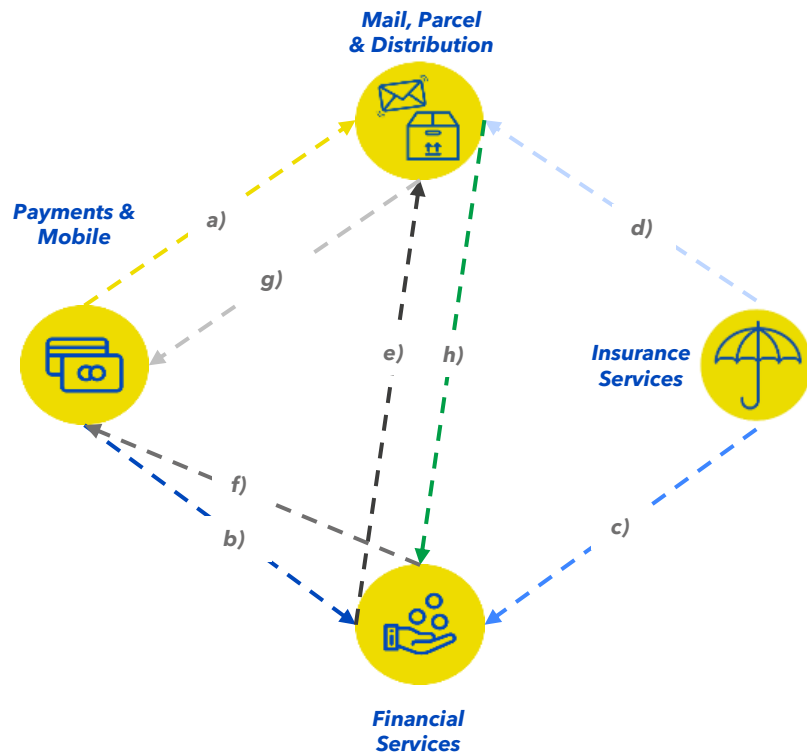 Mail, Parcel
& Distribution
Payments &
Mobile
a)
d)
g)
e)
h)
Insurance
Services
f)
b)
c)
Financial
Services